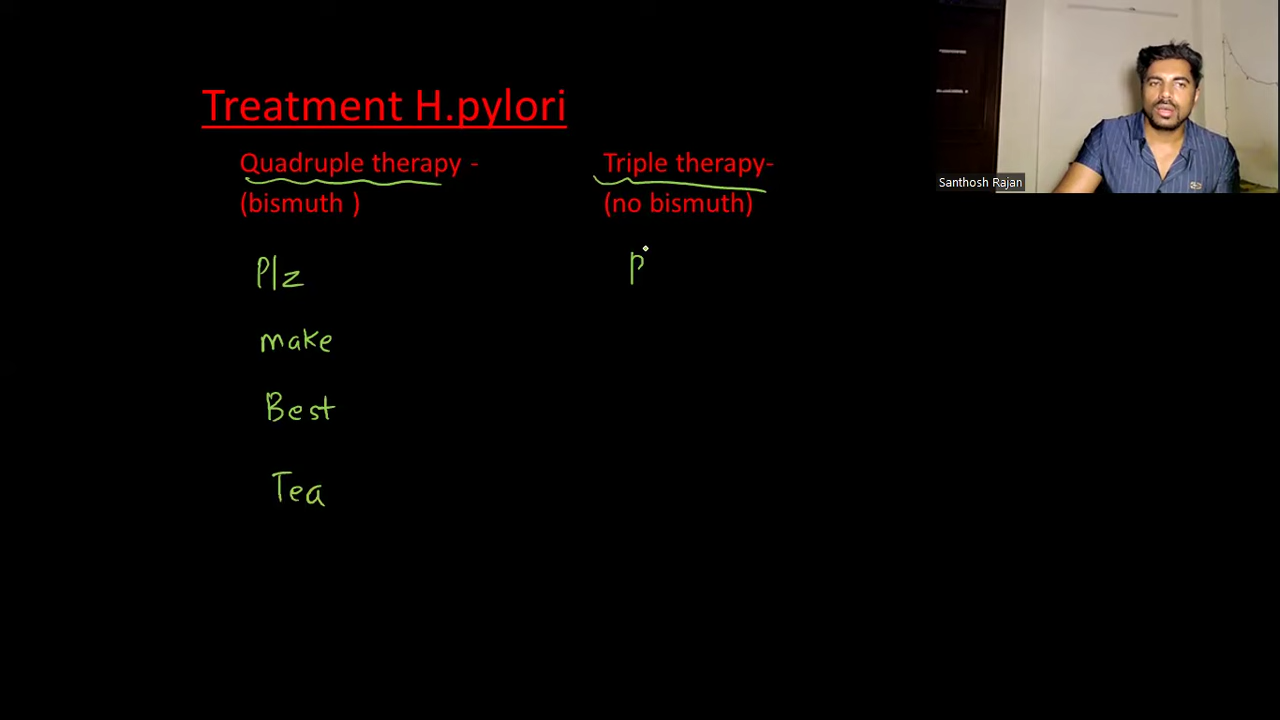 Treatment H.pylori
Quadruple therapy -
(bismuth )
Plz
make
Best
Tea
Triple therapy-
(no bismuth)
P
Santhosh Rajan